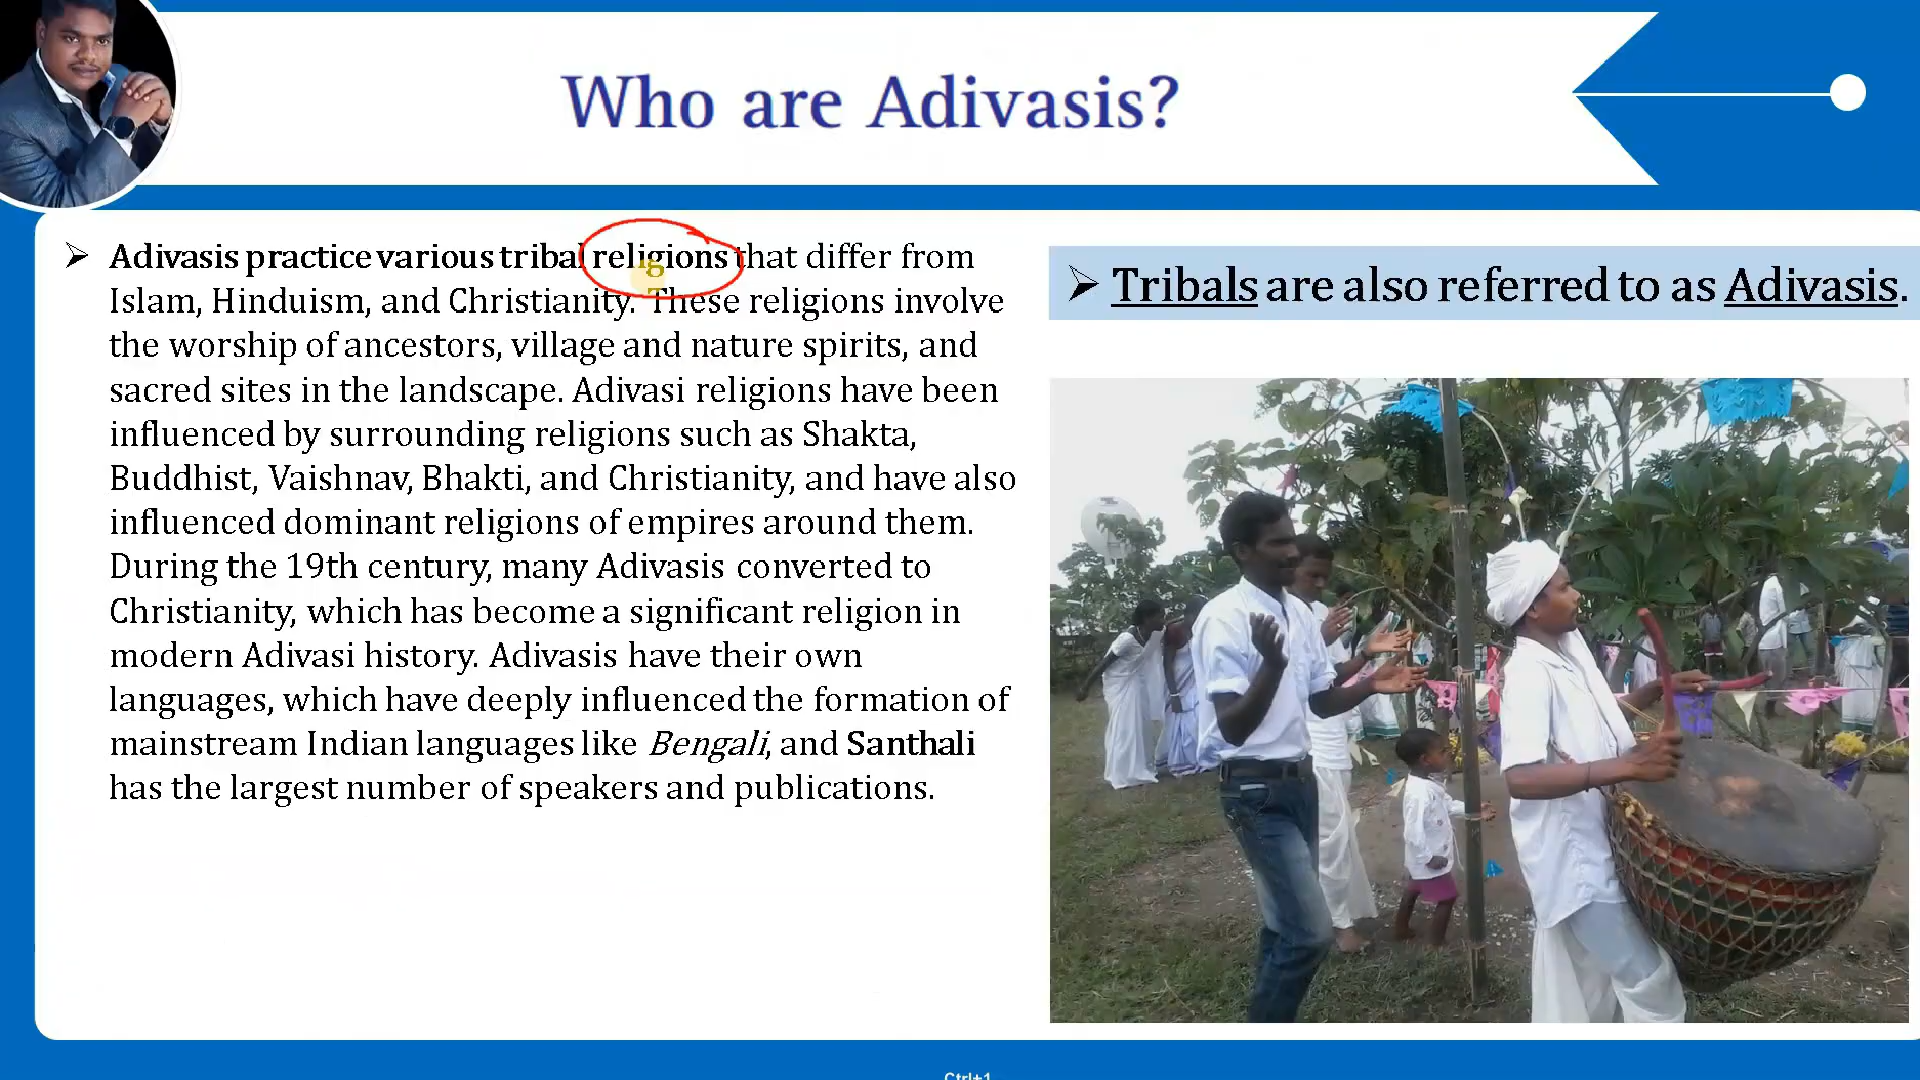 Who are Adivasis?
➢ Adivasis practice various tribal religions that differ from
Islam, Hinduism, and Christianity. These religions involve
the worship of ancestors, village and nature spirits, and
sacred sites in the landscape. Adivasi religions have been
influenced by surrounding religions such as Shakta,
Buddhist, Vaishnav, Bhakti, and Christianity, and have also
influenced dominant religions of empires around them.
During the 19th century, many Adivasis converted to
Christianity, which has become a significant religion in
modern Adivasi history. Adivasis have their own
languages, which have deeply influenced the formation of
mainstream Indian languages like Bengali, and Santhali
has the largest number of speakers and publications.
➢ Tribals are also referred to as Adivasis.
Ctrl+1